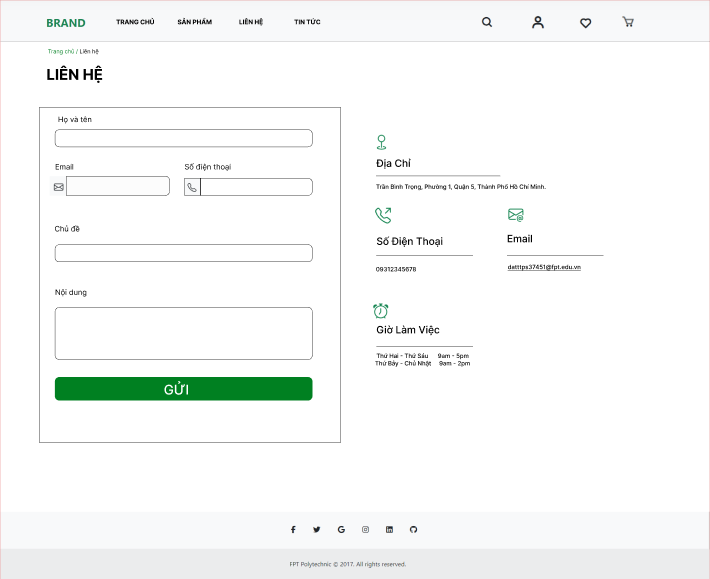 BRAND TRANG CHỦ SẢN PHẨM LIÊN HỆ TIN TỨC
Trang chủ / Liên hệ
LIÊN HỆ
Họ và tên
Email Số điện thoại
Chủ đề
Nội dung
GỬI
Địa Chỉ
Trần Bình Trọng, Phường 1, Quận 5, Thành Phố Hồ Chí Minh.
Số Điện Thoại
09312345678
Email
datttps37451@fpt.edu.vn
Giờ Làm Việc
Thứ Hai - Thứ Sáu 9am - 5pm
Thứ Bảy - Chủ Nhật 9am - 2pm
FPT Polytechnic © 2017. All rights reserved.